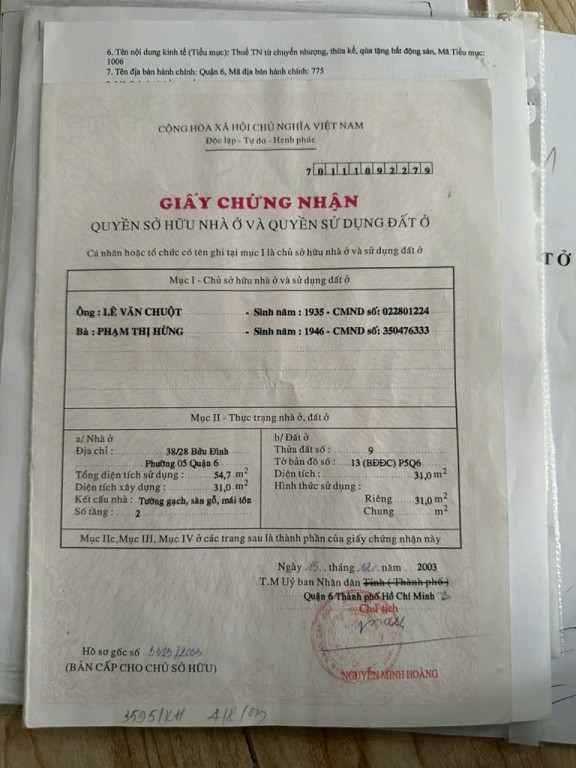 6. Tên nội dung kinh tế (Tiểu mục): Thuế TN từ chuyển nhượng, thừa kế, qùa tặng bất động sản, Mã Tiểu mục:
1006
7. Tên địa bàn hành chính: Quận 6, Mã địa bàn hành chính: 775
CỘNG HÒA XÃ HỘI CHỦ NGHĨA VIỆT NAM
Độc lập - Tự do - Hạnh phúc
7 0 1 1 1 0 9 2 2 7 9
GIẤY CHỨNG NHẬN
QUYỀN SỞ HỮU NHÀ Ở VÀ QUYỀN SỬ DỤNG ĐẤT Ở
Cá nhân hoặc tổ chức có tên ghi tại mục I là chủ sở hữu nhà ở và sử dụng đất ở
TỞ
Mục I - Chủ sở hữu nhà ở và sử dụng đất ở
Ông : LÊ VĂN CHUỘT - Sinh năm : 1935 - CMND số: 022801224
Bà : PHẠM THỊ HỪNG - Sinh năm : 1946 - CMND số: 350476333
Mục II - Thực trạng nhà ở, đất ở
a/ Nhà ở
Địa chỉ : 38/28 Bửu Đình
Phường 05 Quận 6
Tổng diện tích sử dụng : 54,7 m2
Diện tích xây dựng : 31,0 m2
Kết cấu nhà : Tường gạch, sàn gỗ, mái tôn
Số tầng : 2
b/ Đất ở
Thửa đất số : 9
Tờ bản đồ số : 13 (BĐĐC) P5Q6
Diện tích : 31,0 m2
Hình thức sử dụng :
Riêng 31,0 m2
Chung m2
Mục IIc,Mục III, Mục IV ở các trang sau là thành phần của giấy chứng nhận này
Ngày 15 tháng 12 năm 2003
T.M Uỷ ban Nhân dân Tỉnh ( Thành phố )
Quận 6 Thành phố Hồ Chí Minh
Chủ tịch
Hồ sơ gốc số
(BẢN CẤP CHO CHỦ SỞ HỮU)
NGUYỄN MINH HOÀNG